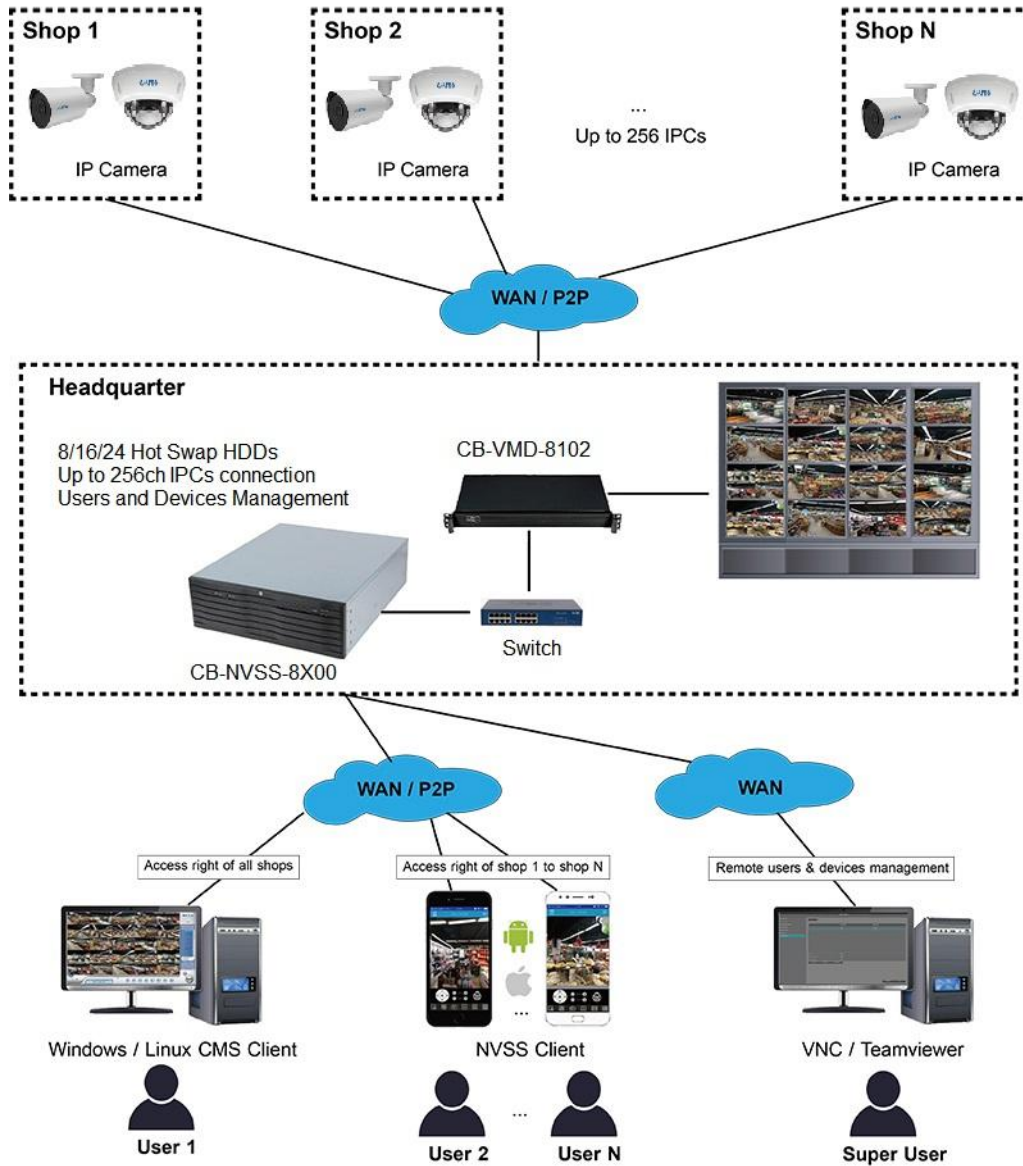 Shop 1
Shop 2
Shop N
...
Up to 256 IPCs
IP Camera
IP Camera
IP Camera
WAN / P2P
Headquarter
8/16/24 Hot Swap HDDs
Up to 256ch IPCs connection
Users and Devices Management
CB-VMD-8102
Switch
CB-NVSS-8X00
WAN / P2P
WAN
Access right of all shops
Access right of shop 1 to shop N
Remote users & devices management
...
Windows / Linux CMS Client
NVSS Client
VNC / Teamviewer
...
User 1
User 2
User N
Super User